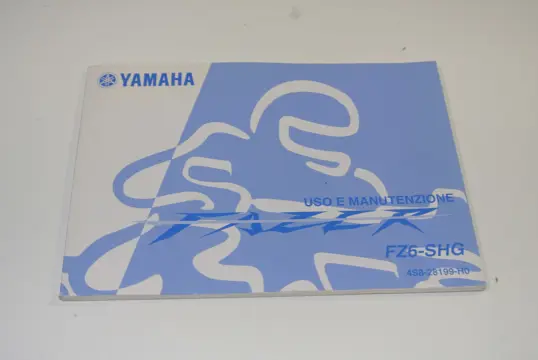 YAMAHA
USO E MANUTENZIONE
FAZER
FZ6-SHG
4S8-28199-H0